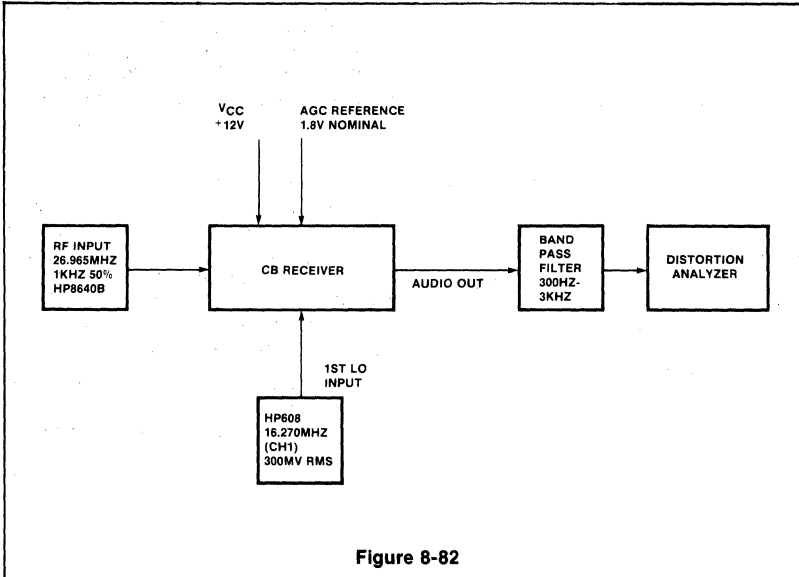 VCC
+12V
AGC REFERENCE
1.8V NOMINAL
RF INPUT
26.965MHZ
1KHZ 50%
HP8640B
CB RECEIVER
AUDIO OUT
BAND
PASS
FILTER
300HZ-
3KHZ
DISTORTION
ANALYZER
1ST LO
INPUT
HP608
16.270MHZ
(CH1)
300MV RMS
Figure 8-82